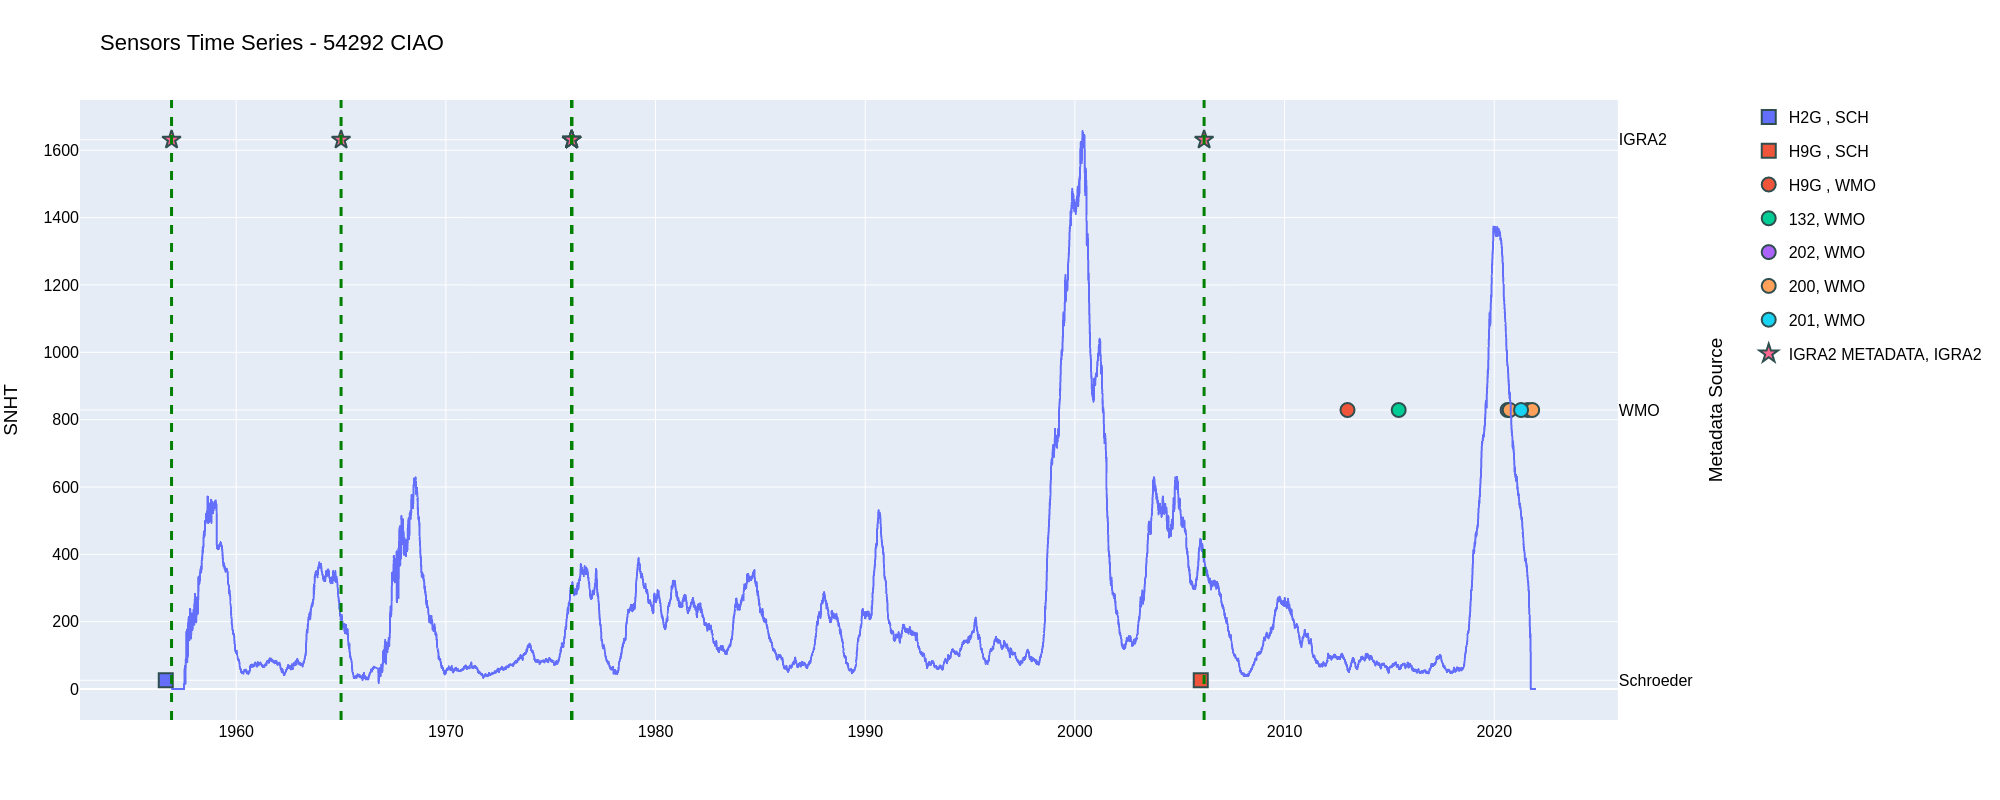 Sensors Time Series - 54292 CIAO
SNHT
1600
1400
1200
1000
800
600
400
200
0
1960
1970
1980
1990
2000
2010
2020
IGRA2
WMO
Schroeder
Metadata Source
H2G , SCH
H9G , SCH
H9G , WMO
132, WMO
202, WMO
200, WMO
201, WMO
IGRA2 METADATA, IGRA2